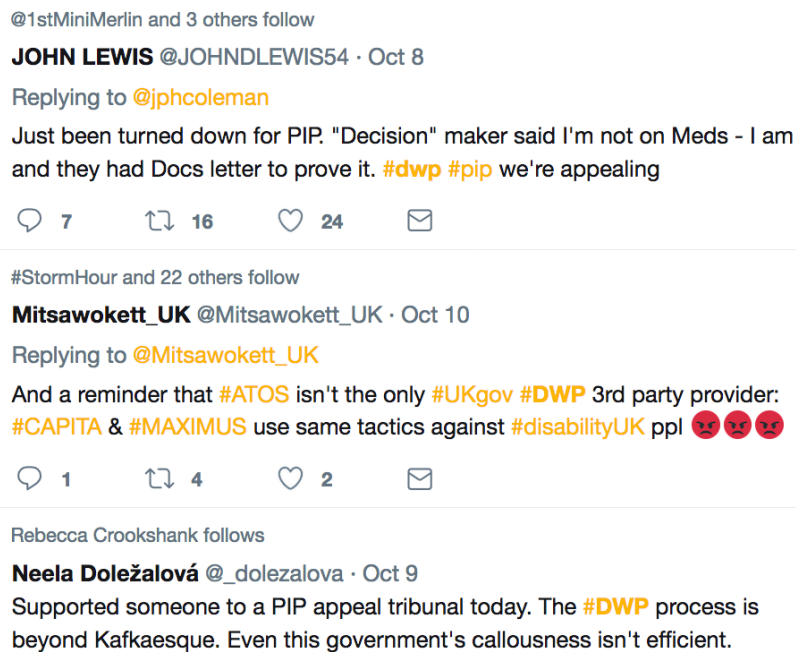 @1stMiniMerlin and 3 others follow
JOHN LEWIS @JOHNDLEWIS54 · Oct 8
Replying to @jphcoleman
Just been turned down for PIP. "Decision" maker said I'm not on Meds - I am
and they had Docs letter to prove it. #dwp #pip we're appealing
7 16 24
#StormHour and 22 others follow
Mitsawokett_UK @Mitsawokett_UK · Oct 10
Replying to @Mitsawokett_UK
And a reminder that #ATOS isn't the only #UKgov #DWP 3rd party provider:
#CAPITA & #MAXIMUS use same tactics against #disabilityUK ppl 😡😡😡
1 4 2
Rebecca Crookshank follows
Neela Doležalová @_dolezalova · Oct 9
Supported someone to a PIP appeal tribunal today. The #DWP process is
beyond Kafkaesque. Even this government's callousness isn't efficient.